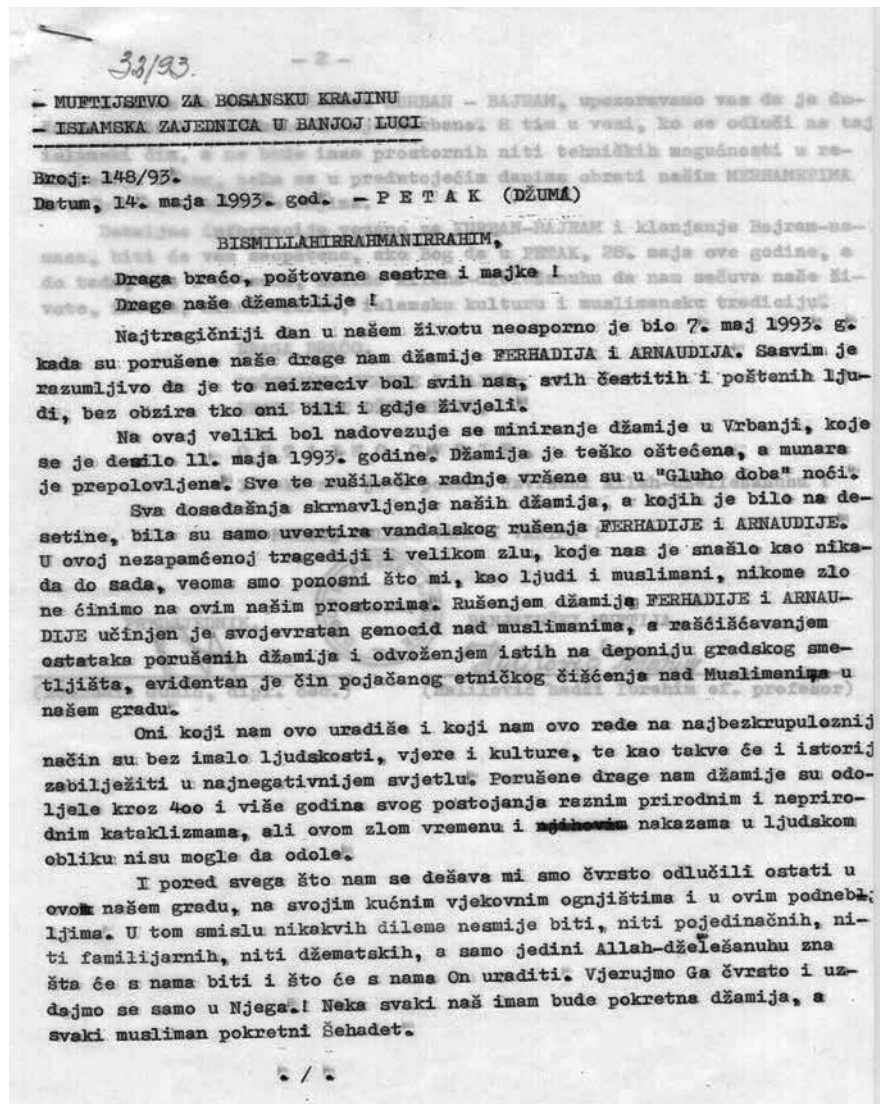 33/93.
- 2 -
- MUFTIJSTVO ZA BOSANSKU KRAJINU
- ISLAMSKA ZAJEDNICA U BANJOJ LUCI
Broj: 148/93.
Datum, 14. maja 1993. god. - P E T A K (DŽUMA)
BISMILLAHIRRAHMANIRRAHIM,
Draga braćo, poštovane sestre i majke !
Drage naše džematlije !
Najtragičniji dan u našem životu neosporno je bio 7. maj 1993. g.
kada su porušene naše drage nam džamije FERHADIJA i ARNAUDIJA. Sasvim je
razumljivo da je to neizreciv bol svih nas, svih čestitih i poštenih lju-
di, bez obzira tko oni bili i gdje živjeli.
Na ovaj veliki bol nadovezuje se miniranje džamije u Vrbanji, koje
se je desilo 11. maja 1993. godine. Džamija je teško oštećena, a munara
je prepolovljena. Sve te rušilačke radnje vršene su u "Gluho doba" noći.
Sva dosadašnja skrnavljenja naših džamija, a kojih je bilo na de-
setine, bila su samo uvertira vandalskog rušenja FERHADIJE i ARNAUDIJE.
U ovoj nezapamćenoj tragediji i velikom zlu, koje nas je snašlo kao nika-
da do sada, veoma smo ponosni što mi, kao ljudi i muslimani, nikome zlo
ne ćinimo na ovim našim prostorima. Rušenjem džamija FERHADIJE i ARNAU-
DIJE učinjen je svojevrstan genocid nad muslimanima, a rašćišćavanjem
ostataka porušenih džamija i odvoženjem istih na deponiju gradskog sme-
tljišta, evidentan je čin pojačanog etničkog čišćenja nad Muslimanima u
našem gradu.
Oni koji nam ovo uradiše i koji nam ovo rade na najbezkrupuloznij
način su bez imalo ljudskosti, vjere i kulture, te kao takve će i istorij
zabilježiti u najnegativnijem svjetlu. Porušene drage nam džamije su odo-
ljele kroz 4oo i više godina svog postojanja raznim prirodnim i nepriro-
dnim kataklizmama, ali ovom zlom vremenu i njihovim nakazama u ljudskom
obliku nisu mogle da odole.
I pored svega što nam se dešava mi smo čvrsto odlučili ostati u
ovom našem gradu, na svojim kućnim vjekovnim ognjištima i u ovim podneb
ljima. U tom smislu nikakvih dilema nesmije biti, niti pojedinačnih, ni-
ti familijarnih, niti džematskih, a samo jedini Allah-dželešanuhu zna
šta će s nama biti i što će s nama On uraditi. Vjerujmo Ga čvrsto i uz-
dajmo se samo u Njega.! Neka svaki naš imam bude pokretna džamija, a
svaki musliman pokretni Šehadet.
. / .